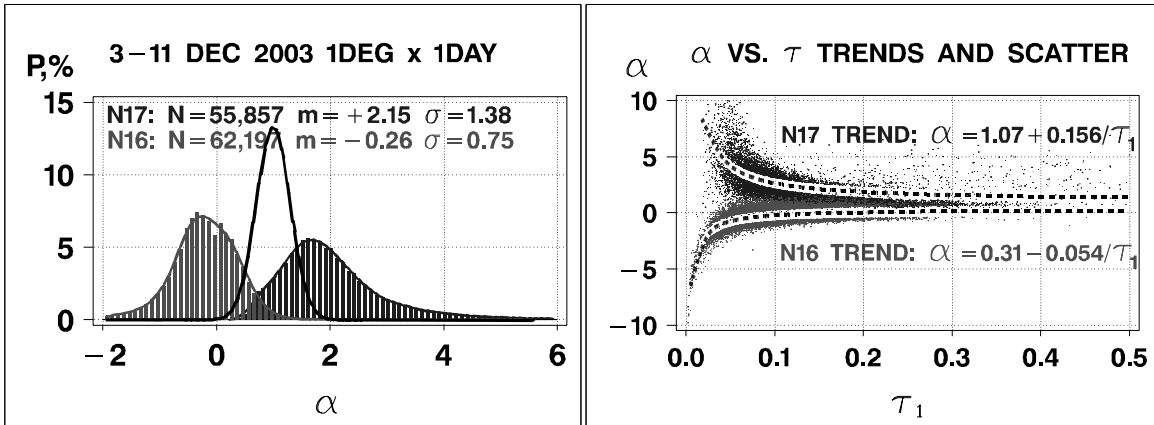 3−11 DEC 2003 1DEG x 1DAY
P,%
N17: N=55,857 m=+2.15 σ=1.38
N16: N=62,197 m=−0.26 σ=0.75
15
10
5
0
−2 0 2 4 6
α
α VS. τ TRENDS AND SCATTER
α
N17 TREND: α=1.07+0.156/τ₁
N16 TREND: α=0.31−0.054/τ₁
10
5
0
−5
−10
0.0 0.1 0.2 0.3 0.4 0.5
τ₁